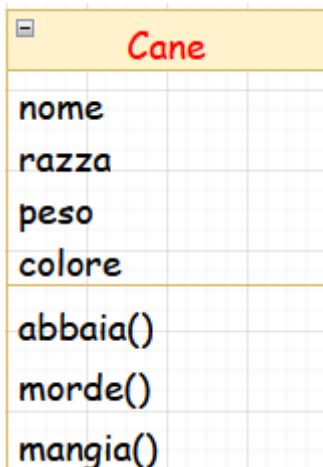 Cane
nome
razza
peso
colore
abbaia()
morde()
mangia()